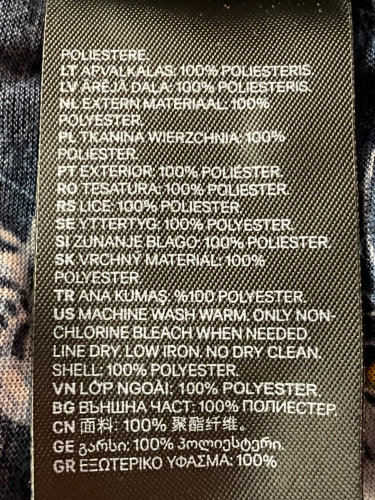 POLIESTERE.
LT APVALKALAS: 100% POLIESTERIS.
LV ĀRĒJĀ DAĻA: 100% POLIESTERIS.
NL EXTERN MATERIAAL: 100%
POLYESTER.
PL TKANINA WIERZCHNIA: 100%
POLIESTER.
PT EXTERIOR: 100% POLIÉSTER.
RO ȚESĂTURĂ: 100% POLIESTER.
RS LICE: 100% POLIESTER
SE YTTERTYG: 100% POLYESTER.
SI ZUNANJE BLAGO: 100% POLIESTER.
SK VRCHNÝ MATERIÁL: 100%
POLYESTER.
TR ANA KUMAŞ: %100 POLYESTER.
US MACHINE WASH WARM. ONLY NON-
CHLORINE BLEACH WHEN NEEDED.
LINE DRY. LOW IRON. NO DRY CLEAN.
SHELL: 100% POLYESTER.
VN LỚP NGOÀI: 100% POLYESTER.
BG ВЪНШНА ЧАСТ: 100% ПОЛИЕСТЕР.
CN 面料: 100% 聚酯纤维。
GE გარსი: 100% პოლიესტერი.
GR ΕΞΩΤΕΡΙΚΟ ΥΦΑΣΜΑ: 100%